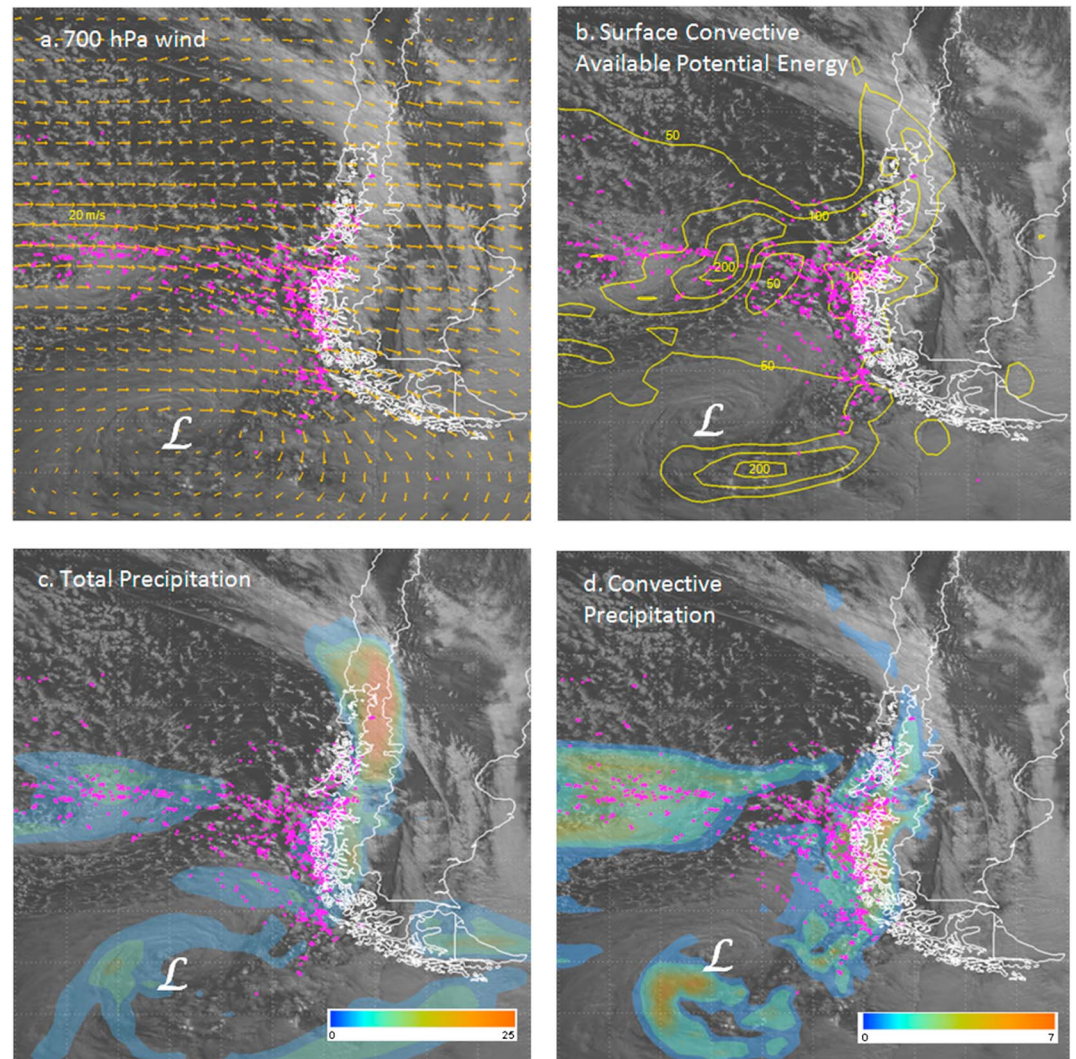 a. 700 hPa wind
20 m/s
L
b. Surface Convective
Available Potential Energy
50
100
200
50
100
50
L
200
c. Total Precipitation
L
0 25
d. Convective
Precipitation
L
0 7